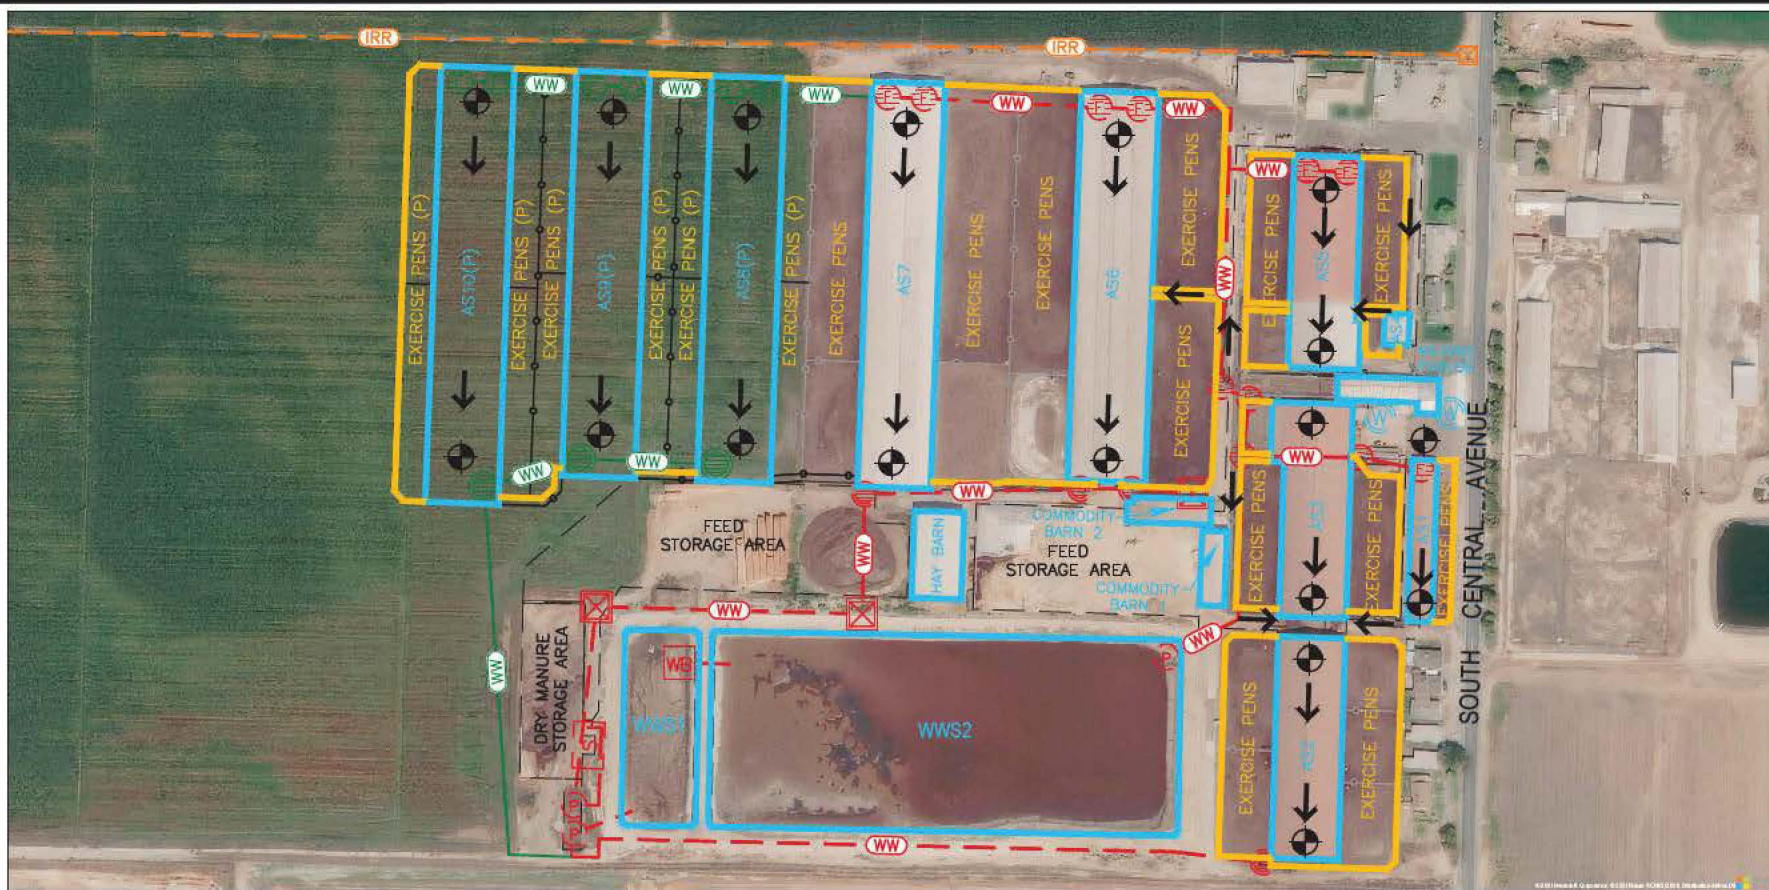 IRR
IRR
WW
WW
WW
WW
WW
WW
EXERCISE PENS (P)
AS10(P)
EXERCISE PENS (P)
EXERCISE PENS (P)
AS9(P)
EXERCISE PENS (P)
EXERCISE PENS (P)
AS8(P)
EXERCISE PENS (P)
EXERCISE PENS
AS7
EXERCISE PENS
EXERCISE PENS
AS6
EXERCISE PENS
EXERCISE PENS
WW
EXERCISE PENS
AS5
EXERCISE PENS
WW
WW
WW
WW
WW
FEED
STORAGE AREA
HAY BARN
COMMODITY
BARN 2
FEED
STORAGE AREA
COMMODITY
BARN 1
EXERCISE PENS
EXERCISE PENS
EXERCISE PENS
SOUTH CENTRAL AVENUE
WW
WW
WW
DRY MANURE
STORAGE AREA
WB
WWS1
WWS2
EXERCISE PENS
EXERCISE PENS
WW